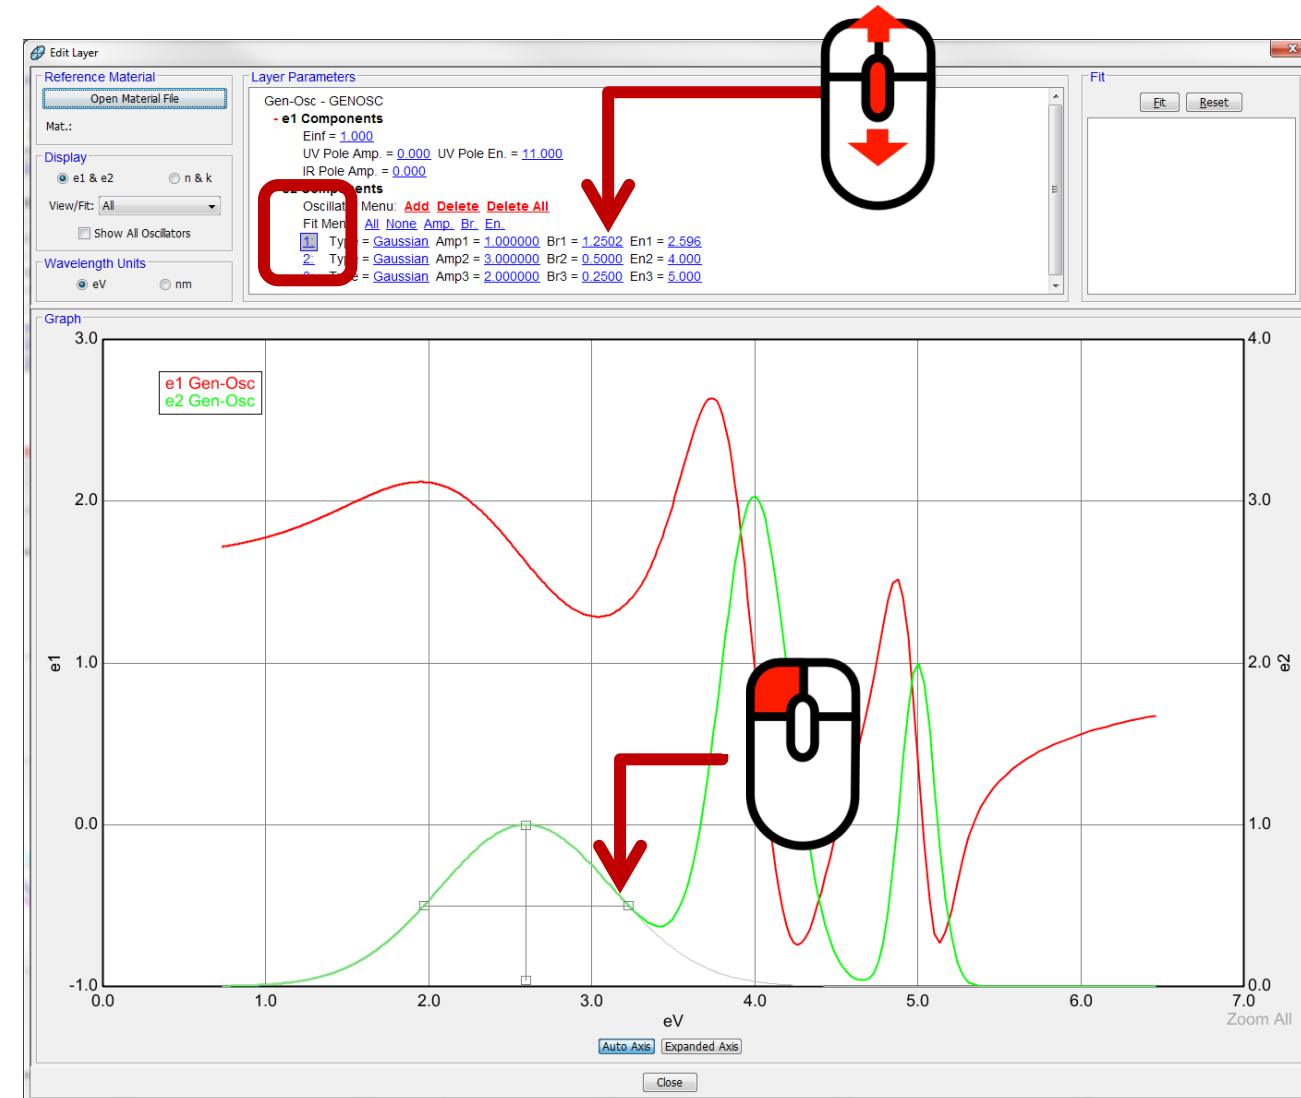 Edit Layer
Reference Material
Open Material File
Mat.:
Display
e1 & e2 n & k
View/Fit: All
Show All Oscillators
Wavelength Units
eV nm
Layer Parameters
Gen-Osc - GENOSC
- e1 Components
Einf = 1.000
UV Pole Amp. = 0.000 UV Pole En. = 11.000
IR Pole Amp. = 0.000
Components
Oscillator Menu: Add Delete Delete All
Fit Menu All None Amp. Br. En.
1: Type = Gaussian Amp1 = 1.000000 Br1 = 1.2502 En1 = 2.596
2: Type = Gaussian Amp2 = 3.000000 Br2 = 0.5000 En2 = 4.000
Type = Gaussian Amp3 = 2.000000 Br3 = 0.2500 En3 = 5.000
Fit
Fit Reset
Graph
e1 Gen-Osc
e2 Gen-Osc
3.0
2.0
1.0
0.0
-1.0
e1
4.0
3.0
2.0
1.0
0.0
e2
0.0 1.0 2.0 3.0 4.0 5.0 6.0 7.0
eV
Zoom All
Auto Axis Expanded Axis
Close